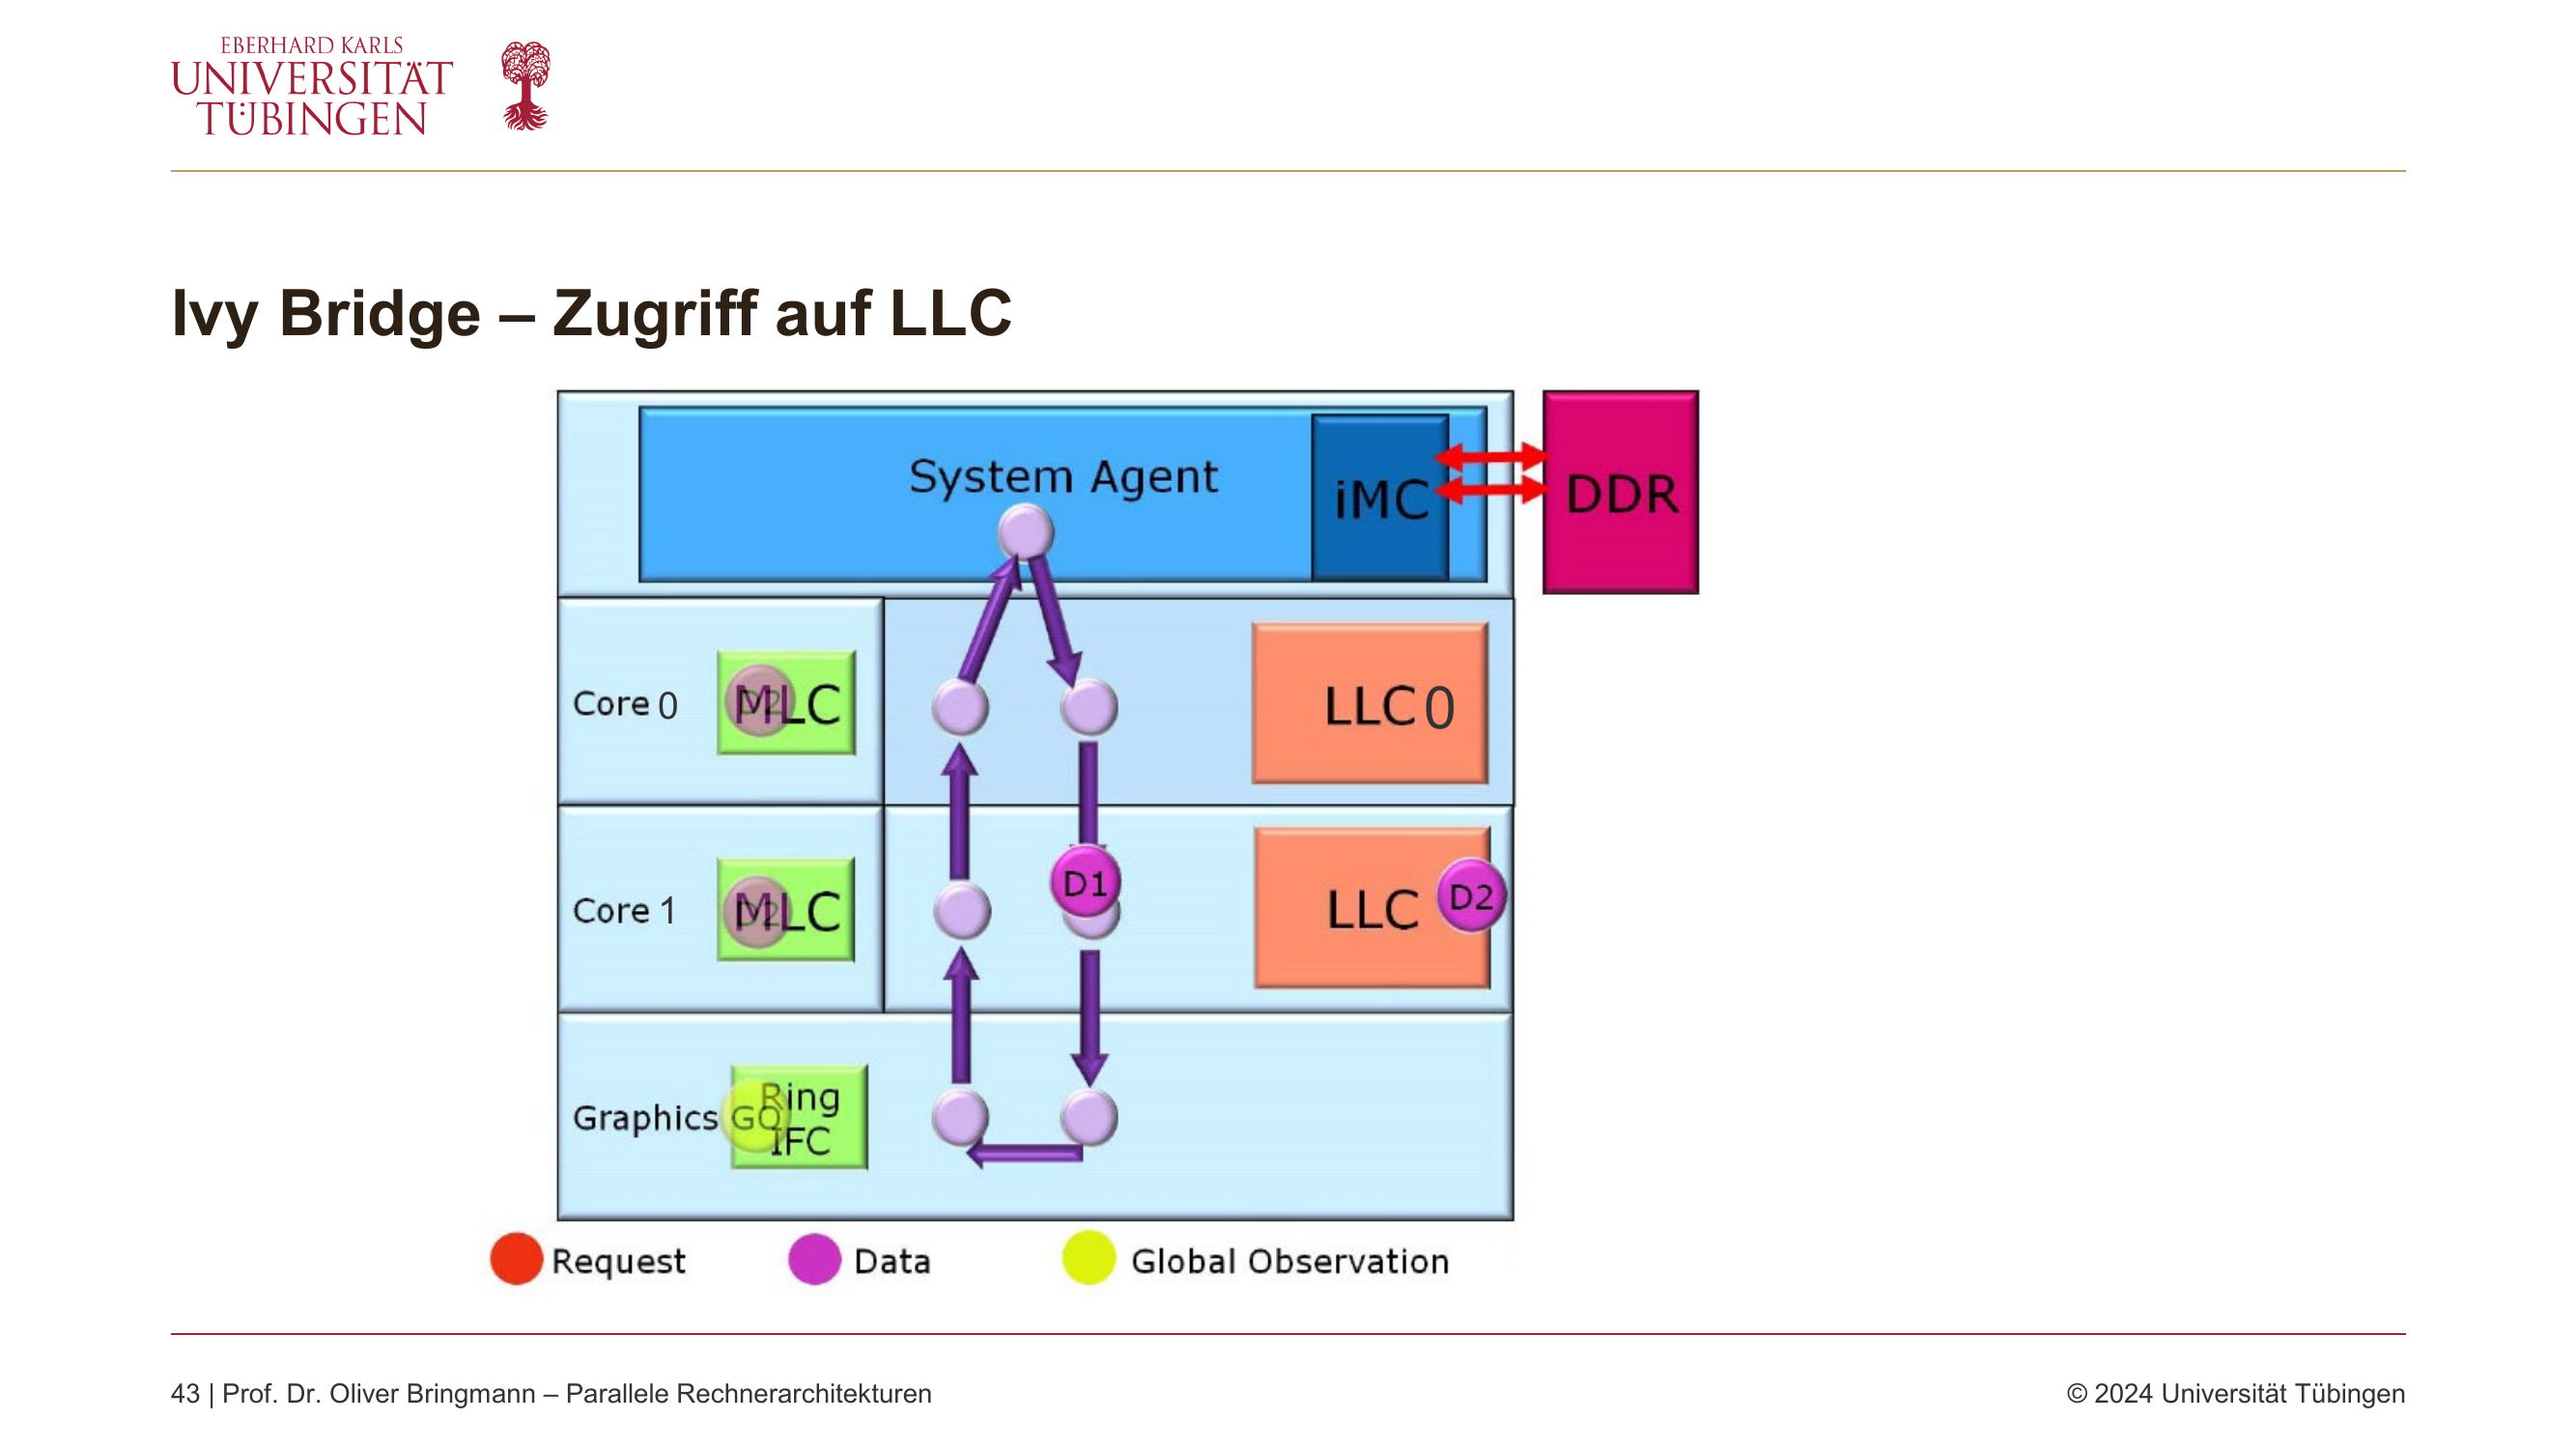 EBERHARD KARLS
UNIVERSITÄT
TÜBINGEN
Ivy Bridge – Zugriff auf LLC
System Agent
iMC
DDR
Core 0
D2
MLC
LLC 0
Core 1
D2
MLC
D1
LLC
D2
Graphics
GO
Ring
IFC
Request
Data
Global Observation
43 | Prof. Dr. Oliver Bringmann – Parallele Rechnerarchitekturen
© 2024 Universität Tübingen